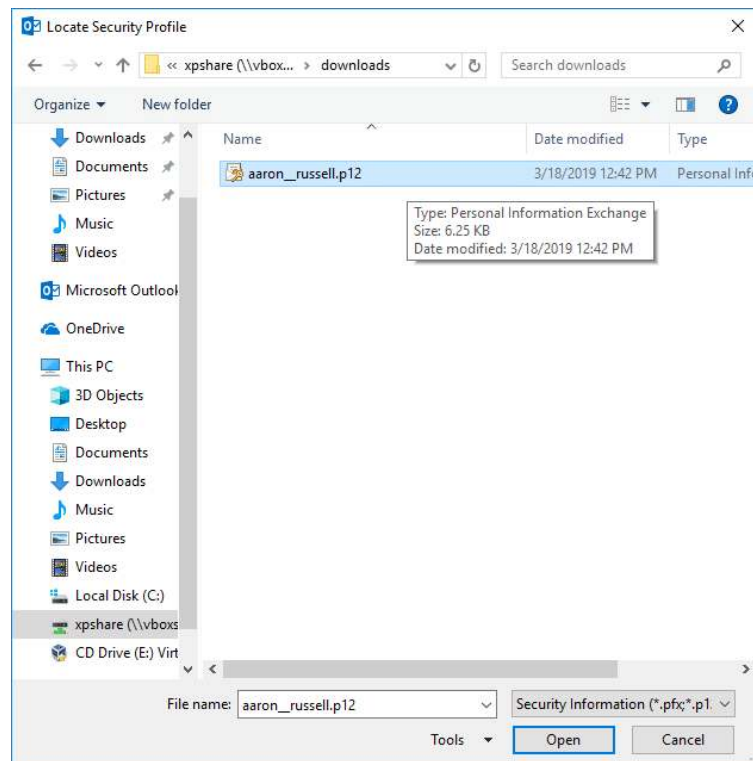 Locate Security Profile
« xpshare (\\vbox... > downloads
Search downloads
Organize
New folder
Name
Date modified
Type
Downloads
Documents
Pictures
Music
Videos
Microsoft Outlook
OneDrive
This PC
3D Objects
Desktop
Documents
Downloads
Music
Pictures
Videos
Local Disk (C:)
xpshare (\\vboxs
CD Drive (E:) Virt
aaron__russell.p12
3/18/2019 12:42 PM
Personal Inf
Type: Personal Information Exchange
Size: 6.25 KB
Date modified: 3/18/2019 12:42 PM
File name:
aaron__russell.p12
Security Information (*.pfx;*.p1
Tools
Open
Cancel